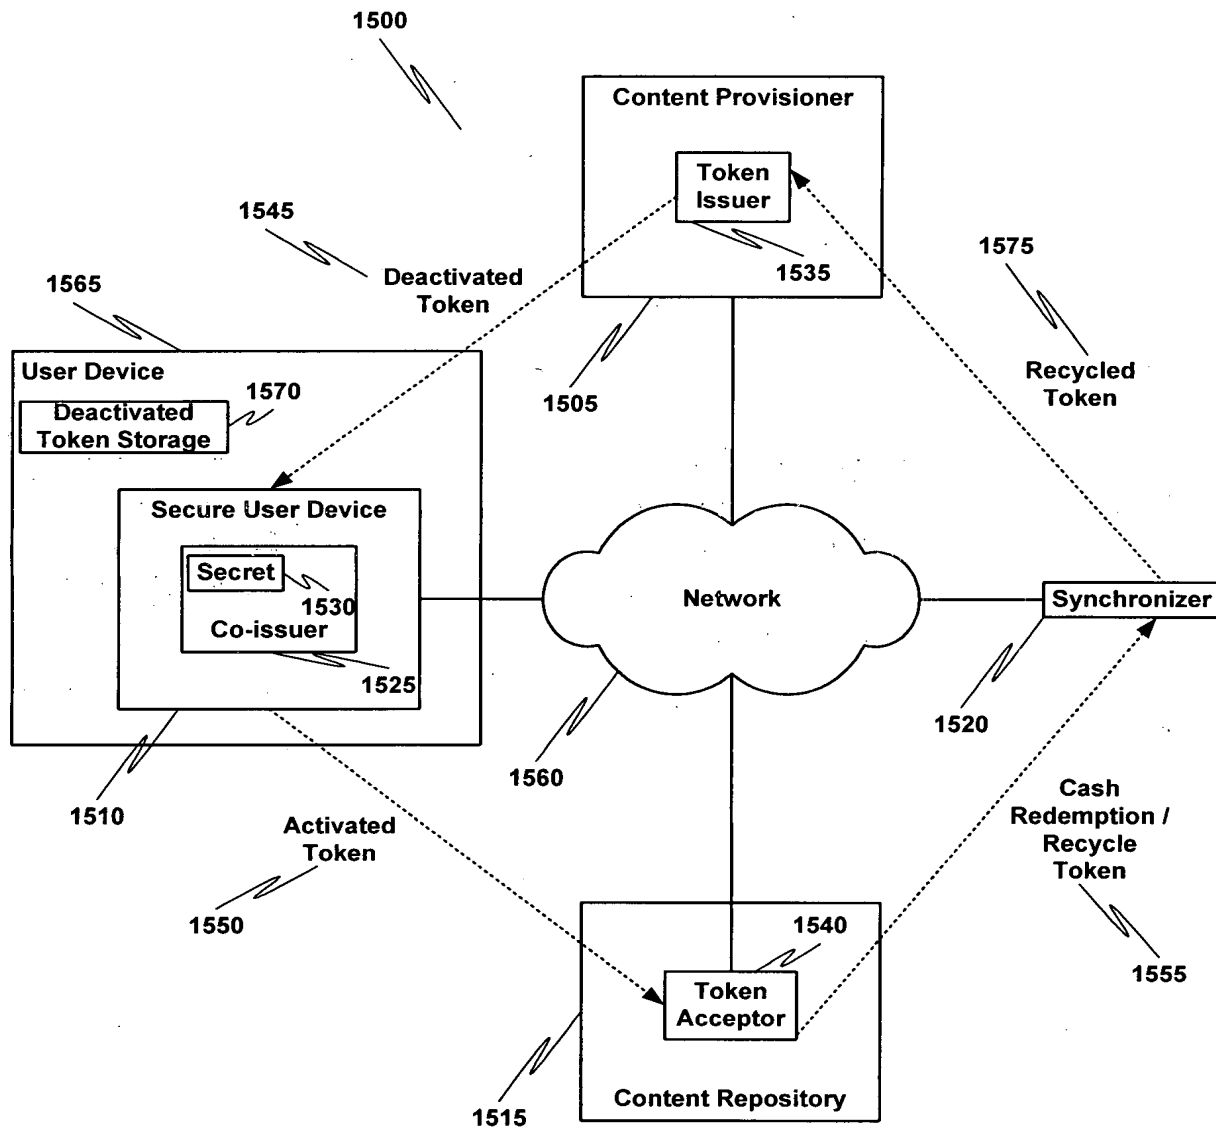 1500
Content Provisioner
Token
Issuer
1535
1545
Deactivated
Token
1575
1565
Recycled
Token
User Device
1570
Deactivated
Token Storage
1505
Secure User Device
Secret
1530
Co-issuer
1525
Network
Synchronizer
1520
1560
1510
Activated
Token
Cash
Redemption /
Recycle
Token
1550
1540
1555
Token
Acceptor
Content Repository
1515